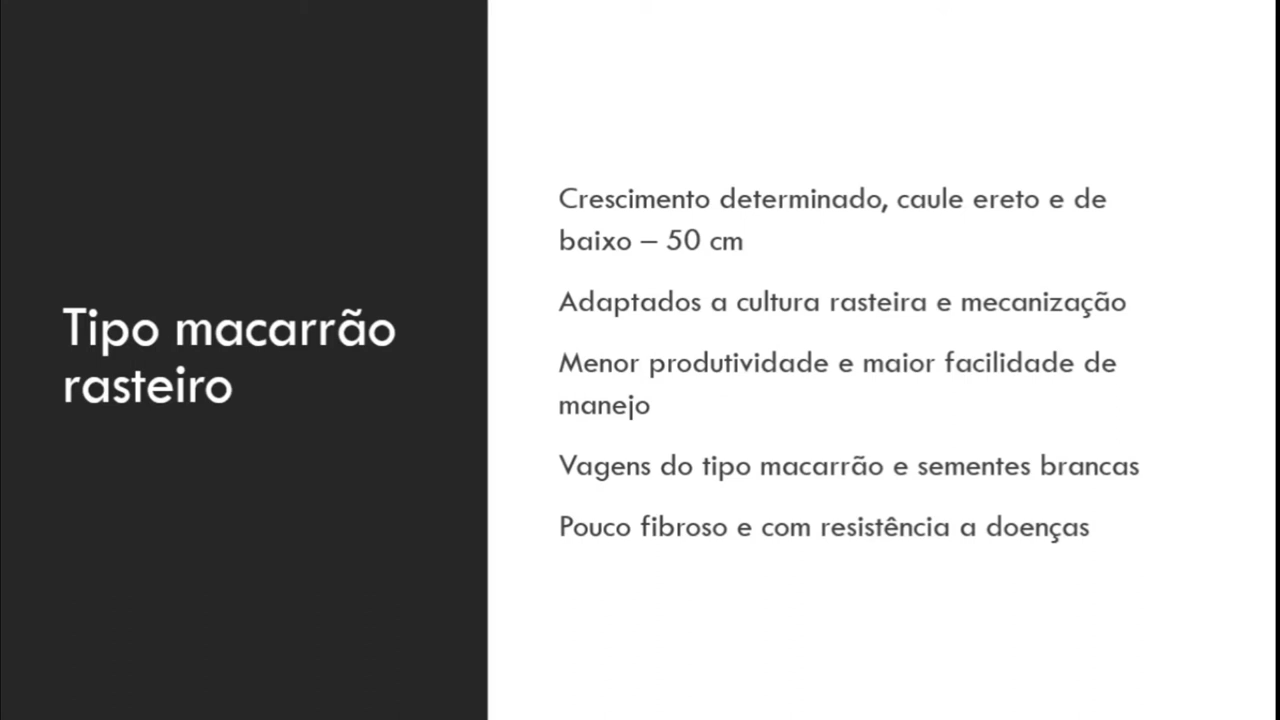 Tipo macarrão
rasteiro
Crescimento determinado, caule ereto e de
baixo – 50 cm
Adaptados a cultura rasteira e mecanização
Menor produtividade e maior facilidade de
manejo
Vagens do tipo macarrão e sementes brancas
Pouco fibroso e com resistência a doenças